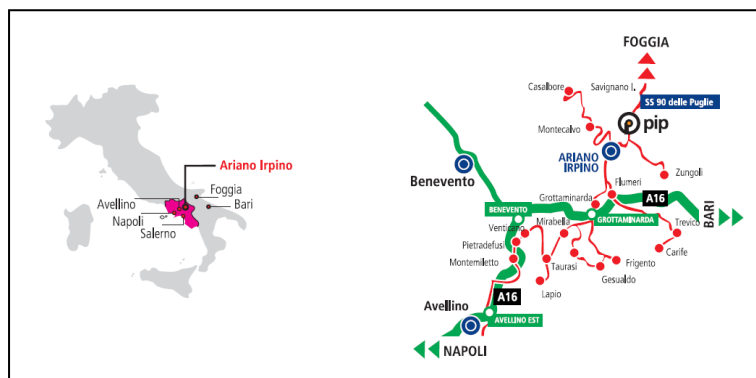 Ariano Irpino
Foggia
Avellino
Bari
Napoli
Salerno
FOGGIA
Casalbore
Savignano I.
SS 90 delle Puglie
Montecalvo
pip
ARIANO
IRPINO
Zungoli
Benevento
Flumeri
Grottaminarda
A16
BENEVENTO
Venticano
Mirabella
GROTTAMINARDA
Trevico
BARI
Pietradefusi
Montemiletto
Taurasi
Frigento
Carife
Gesualdo
Lapio
A16
Avellino
AVELLINO EST
NAPOLI